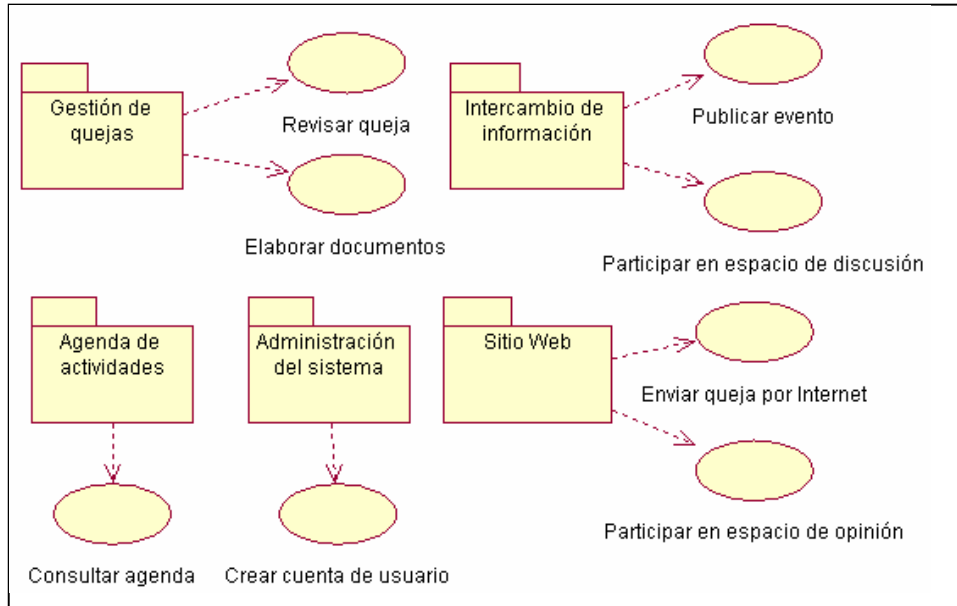 Gestión de
quejas
Revisar queja
Elaborar documentos
Intercambio de
información
Publicar evento
Participar en espacio de discusión
Agenda de
actividades
Consultar agenda
Administración
del sistema
Crear cuenta de usuario
Sitio Web
Enviar queja por Internet
Participar en espacio de opinión